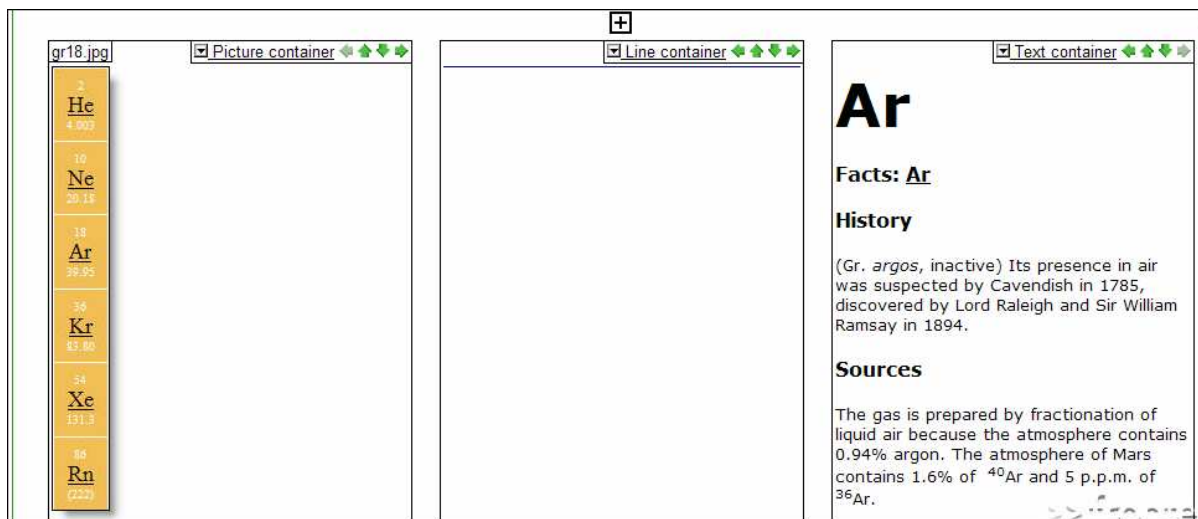 gr18.jpg
Picture container
Line container
Text container
2
He
4.003
10
Ne
20.18
18
Ar
39.95
36
Kr
83.80
54
Xe
131.3
86
Rn
(222)
Ar
Facts: Ar
History
(Gr. argos, inactive) Its presence in air
was suspected by Cavendish in 1785,
discovered by Lord Raleigh and Sir William
Ramsay in 1894.
Sources
The gas is prepared by fractionation of
liquid air because the atmosphere contains
0.94% argon. The atmosphere of Mars
contains 1.6% of ⁴⁰Ar and 5 p.p.m. of
³⁶Ar.